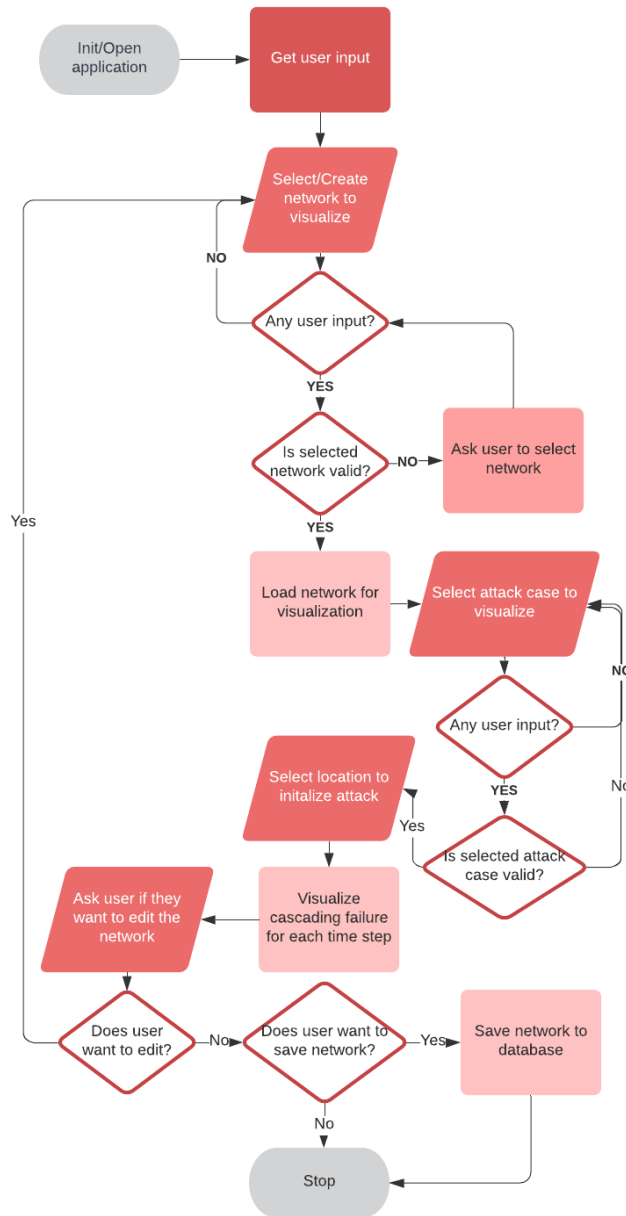 Init/Open
application
Get user input
Select/Create
network to
visualize
NO
Any user input?
YES
Is selected
network valid?
NO
Ask user to select
network
Yes
YES
Load network for
visualization
Select attack case to
visualize
NO
Any user input?
Select location to
initalize attack
YES
No
Yes
Is selected attack
case valid?
Ask user if they
want to edit the
network
Visualize
cascading failure
for each time step
Does user
want to edit?
No
Does user want to
save network?
Yes
Save network to
database
No
Stop